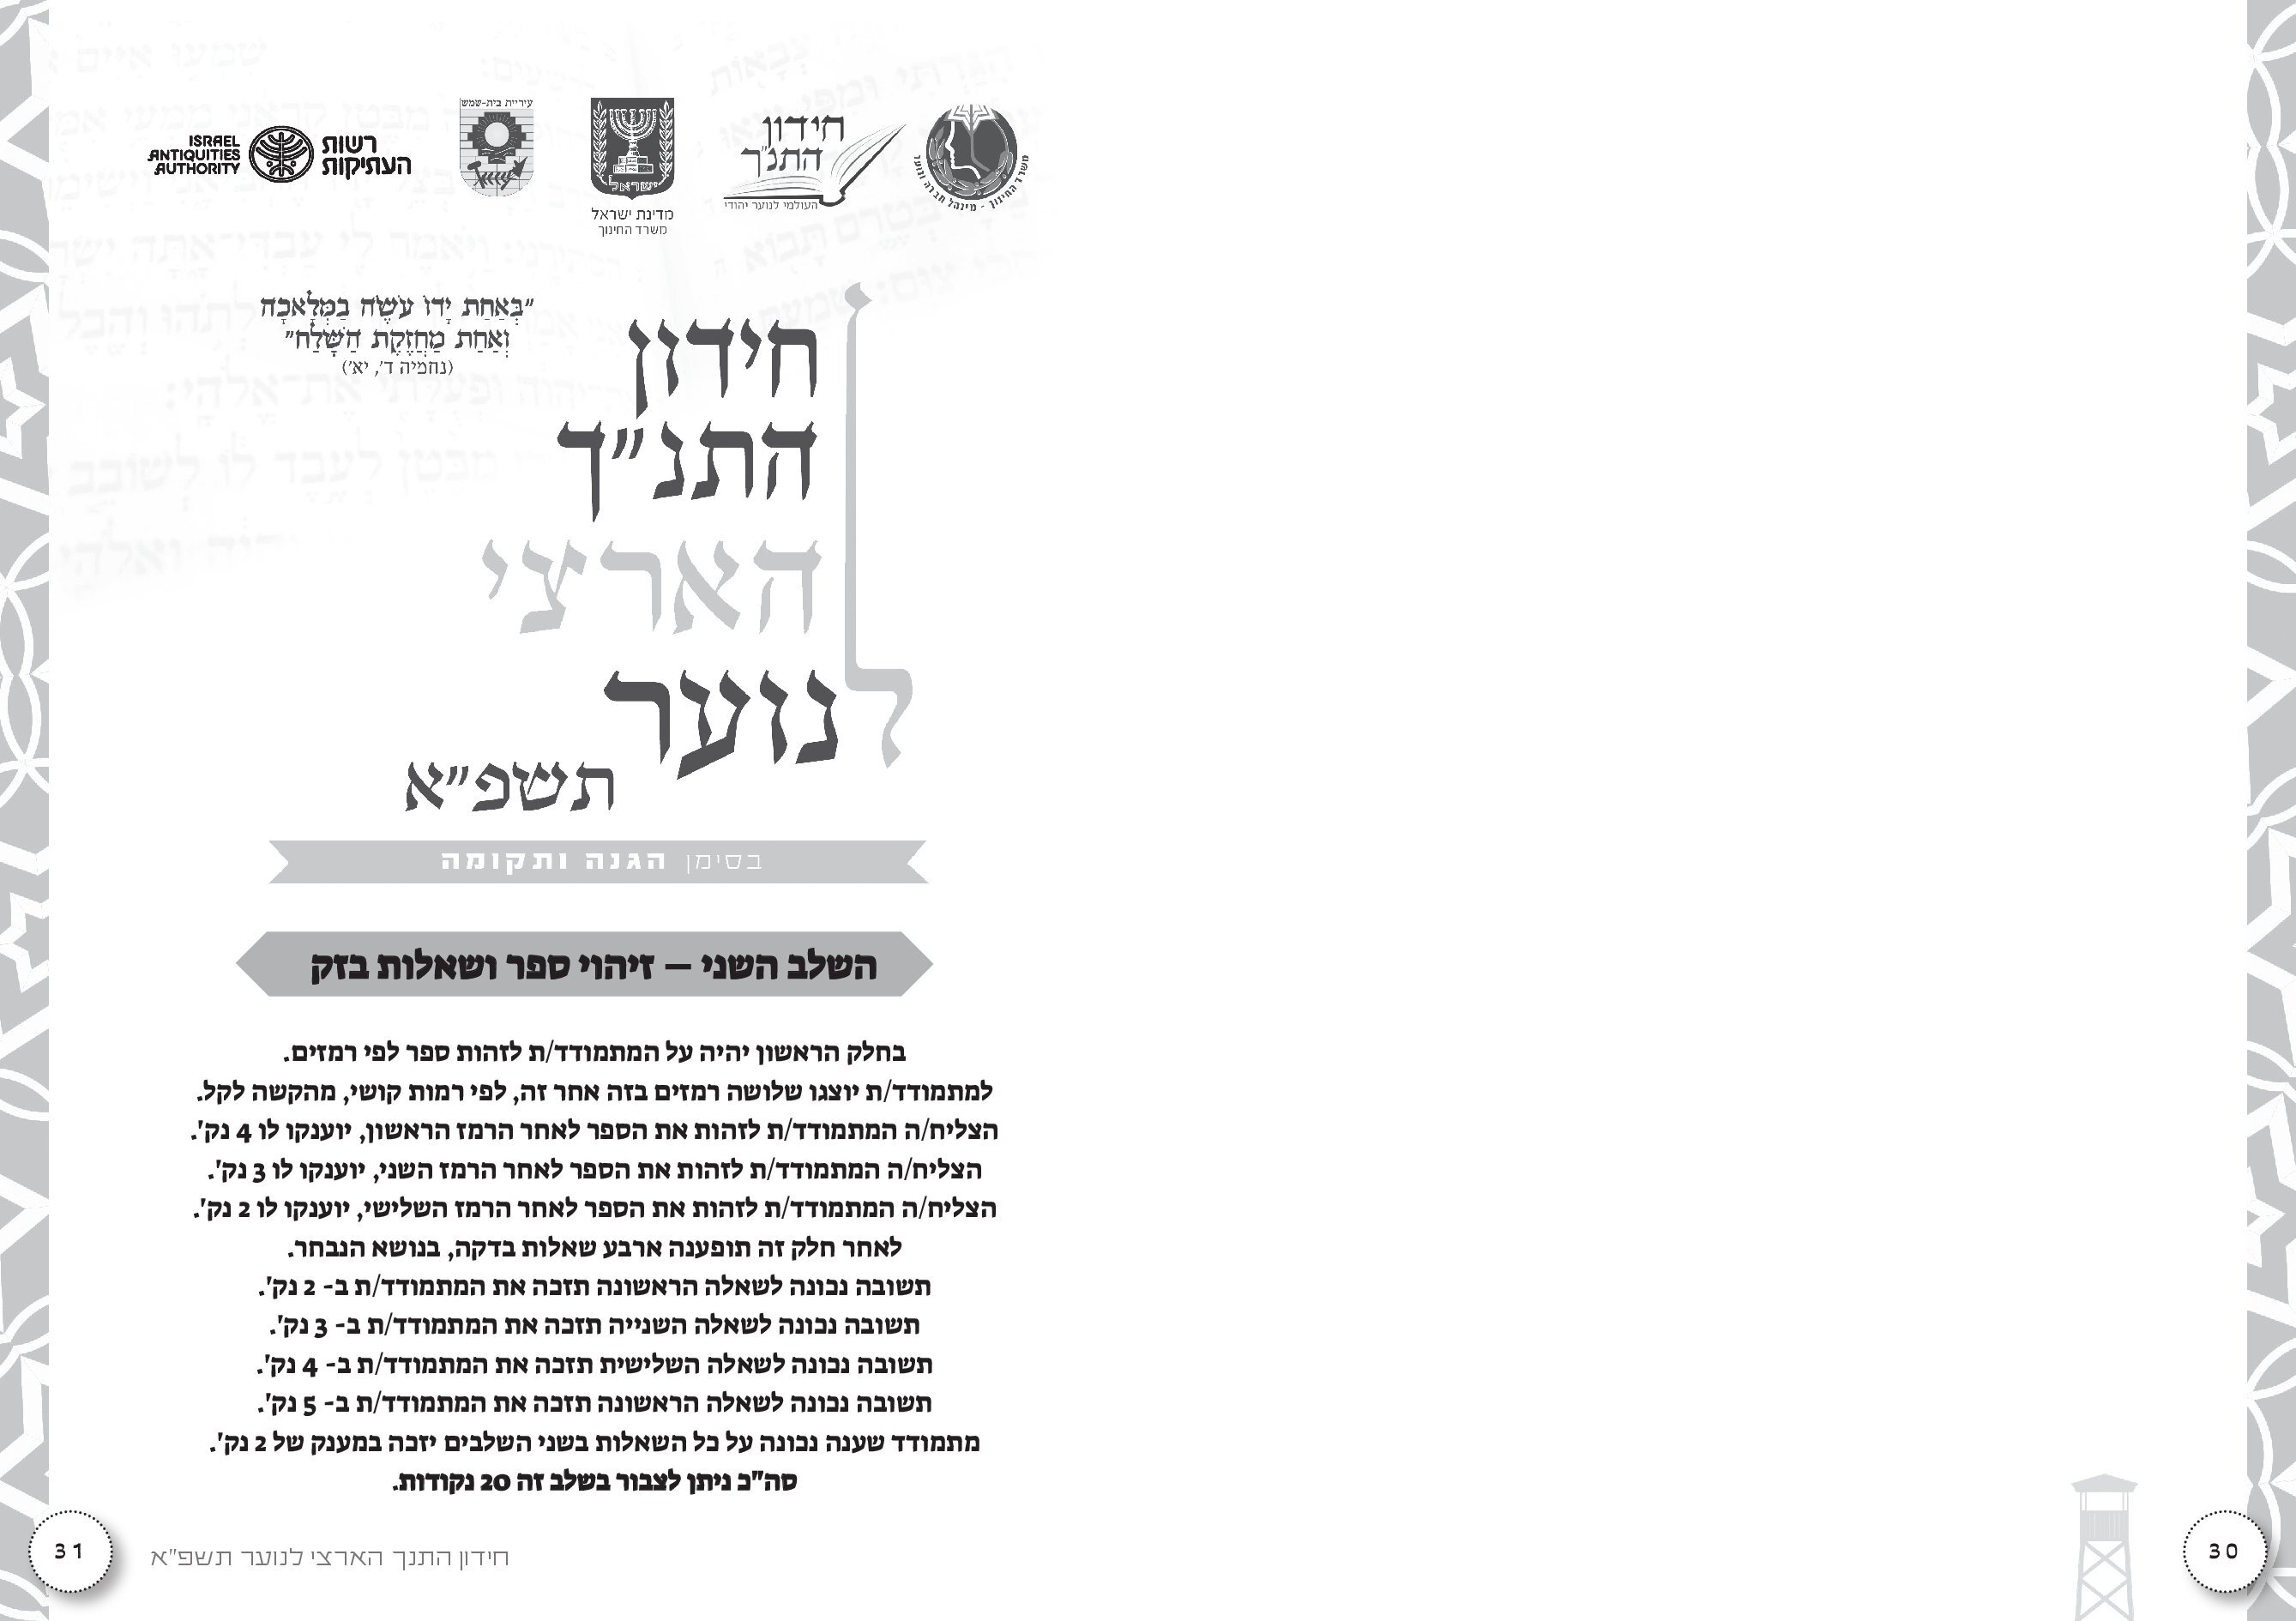 משרד החינוך - מינהל חברה ונוער
חידון
התנ"ך
העולמי לנוער יהודי
ישראל
מדינת ישראל
משרד החינוך
עיריית בית-שמש
רשות
העתיקות
ISRAEL
ANTIQUITIES
AUTHORITY
"בְּאַחַת יָדוֹ עֹשֶׂה בַמְּלָאכָה
וְאַחַת מַחֲזֶקֶת הַשָּׁלַח"
(נחמיה ד', יא')
חידון
התנ"ך
הארצי
לנוער
תשפ"א
בסימן הגנה ותקומה
השלב השני – זיהוי ספר ושאלות בזק
בחלק הראשון יהיה על המתמודד/ת לזהות ספר לפי רמזים.
למתמודד/ת יוצגו שלושה רמזים בזה אחר זה, לפי רמות קושי, מהקשה לקל.
הצליח/ה המתמודד/ת לזהות את הספר לאחר הרמז הראשון, יוענקו לו 4 נק'.
הצליח/ה המתמודד/ת לזהות את הספר לאחר הרמז השני, יוענקו לו 3 נק'.
הצליח/ה המתמודד/ת לזהות את הספר לאחר הרמז השלישי, יוענקו לו 2 נק'.
לאחר חלק זה תופענה ארבע שאלות בדקה, בנושא הנבחר.
תשובה נכונה לשאלה הראשונה תזכה את המתמודד/ת ב- 2 נק'.
תשובה נכונה לשאלה השנייה תזכה את המתמודד/ת ב- 3 נק'.
תשובה נכונה לשאלה השלישית תזכה את המתמודד/ת ב- 4 נק'.
תשובה נכונה לשאלה הראשונה תזכה את המתמודד/ת ב- 5 נק'.
מתמודד שענה נכונה על כל השאלות בשני השלבים יזכה במענק של 2 נק'.
סה"כ ניתן לצבור בשלב זה 20 נקודות.
חידון התנך הארצי לנוער תשפ"א
31
30